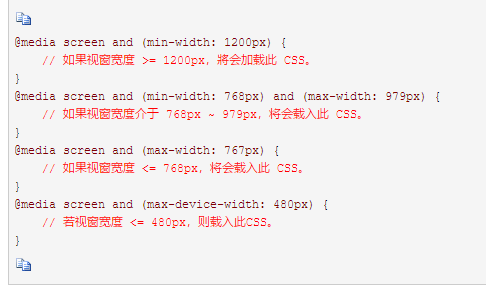 @media screen and (min-width: 1200px) {
// 如果视窗宽度 >= 1200px, 將会加载此 CSS。
}
@media screen and (min-width: 768px) and (max-width: 979px) {
// 如果视窗宽度介于 768px ~ 979px, 将会载入此 CSS。
}
@media screen and (max-width: 767px) {
// 如果视窗宽度 <= 768px, 将会载入此 CSS。
}
@media screen and (max-device-width: 480px) {
// 若视窗宽度 <= 480px, 则载入此CSS。
}